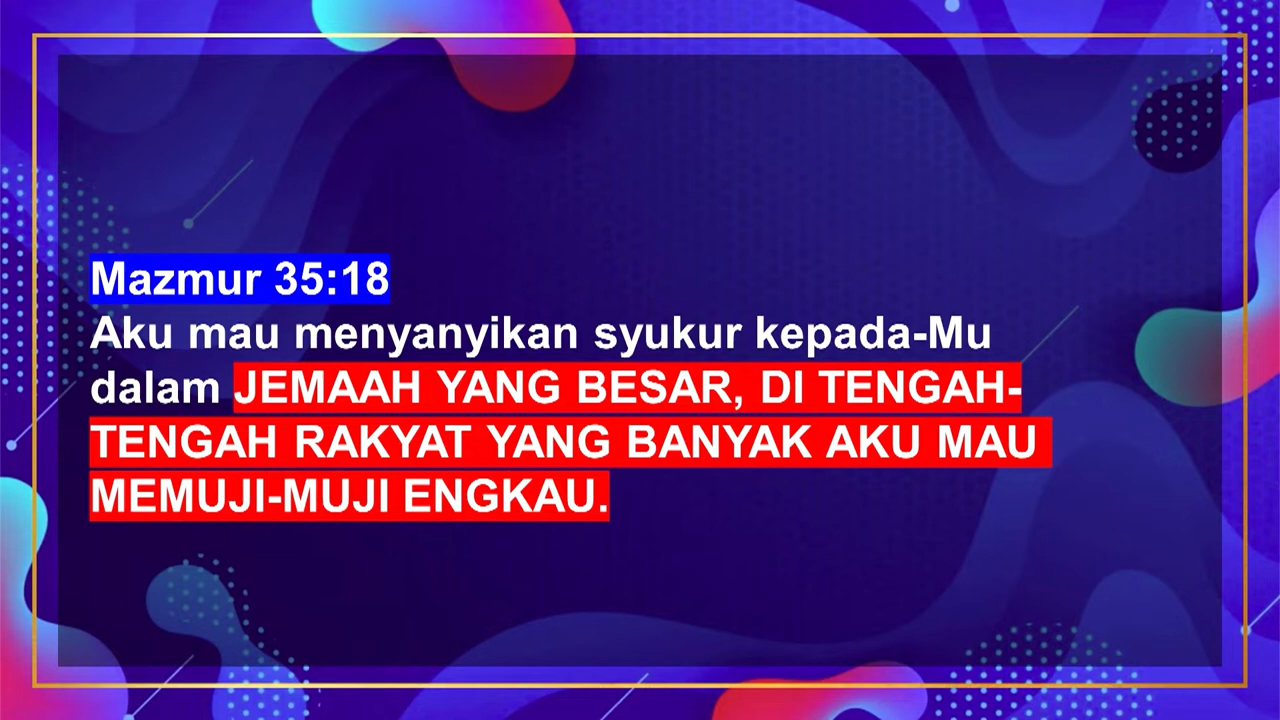 Mazmur 35:18
Aku mau menyanyikan syukur kepada-Mu
dalam JEMAAH YANG BESAR, DI TENGAH-
TENGAH RAKYAT YANG BANYAK AKU MAU
MEMUJI-MUJI ENGKAU.